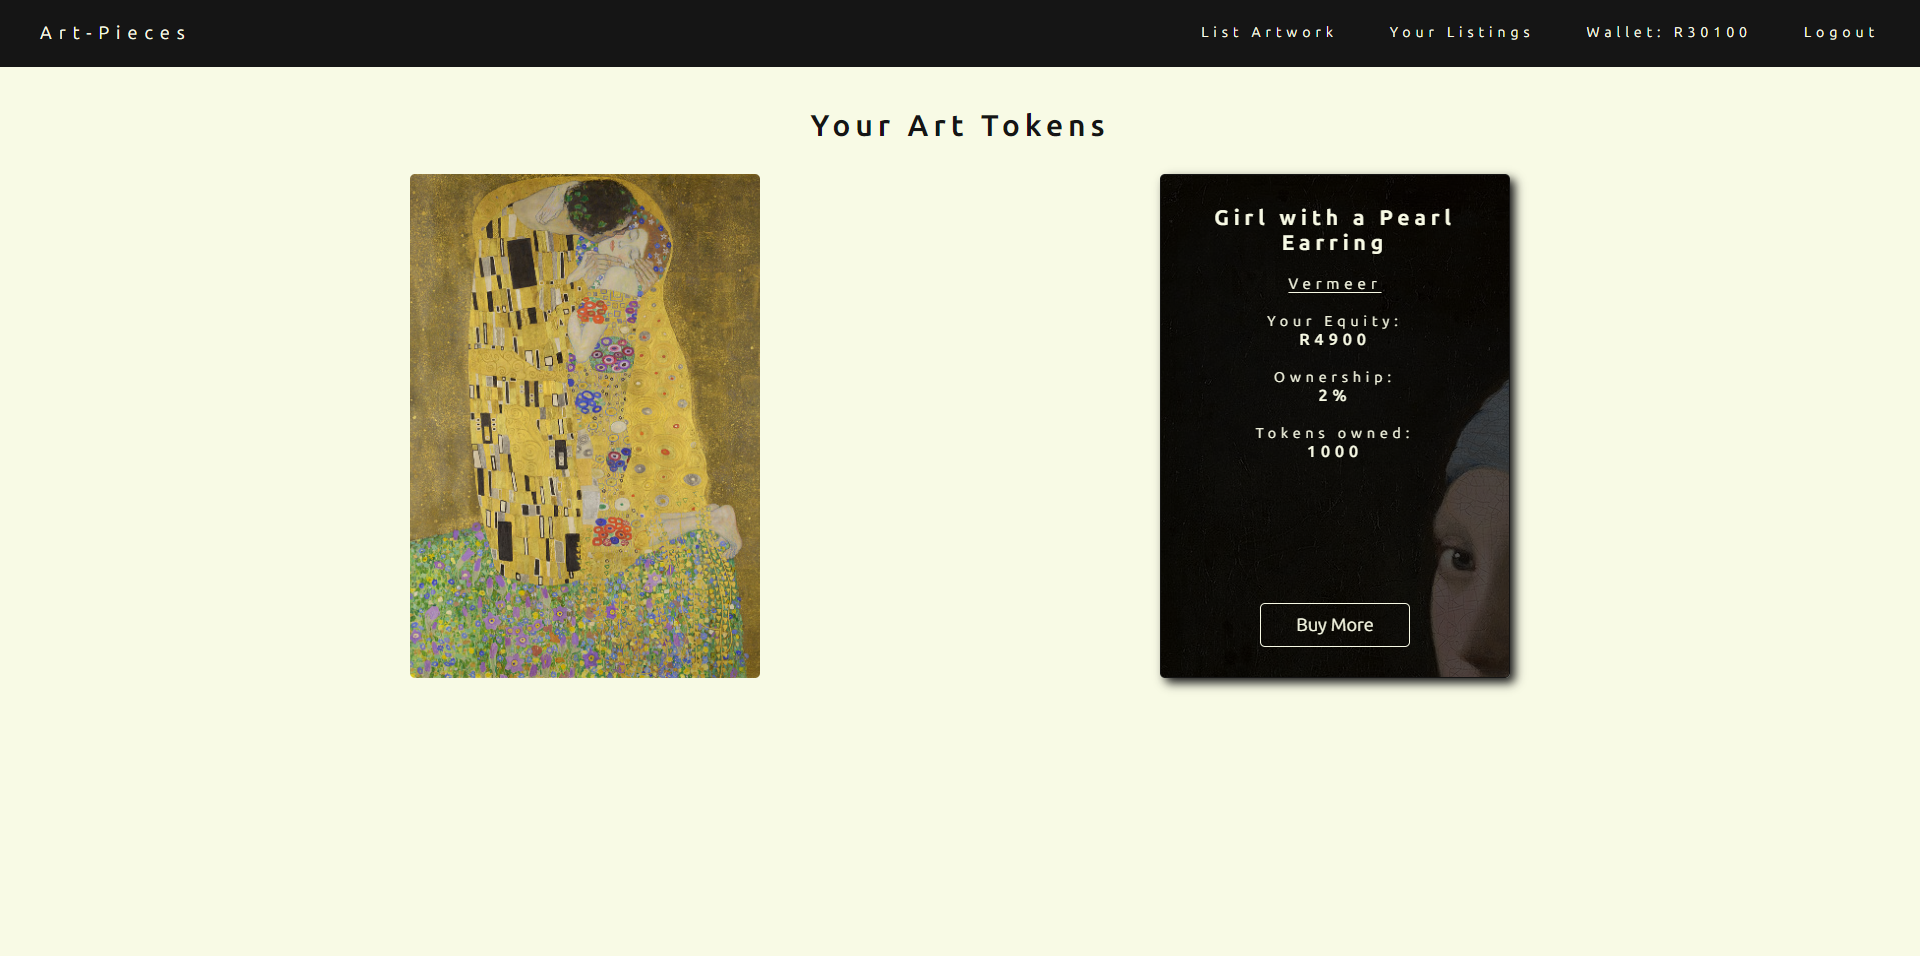 Art-Pieces
List Artwork
Your Listings
Wallet: R30100
Logout
Your Art Tokens
Girl with a Pearl
Earring
Vermeer
Your Equity:
R4900
Ownership:
2%
Tokens owned:
1000
Buy More